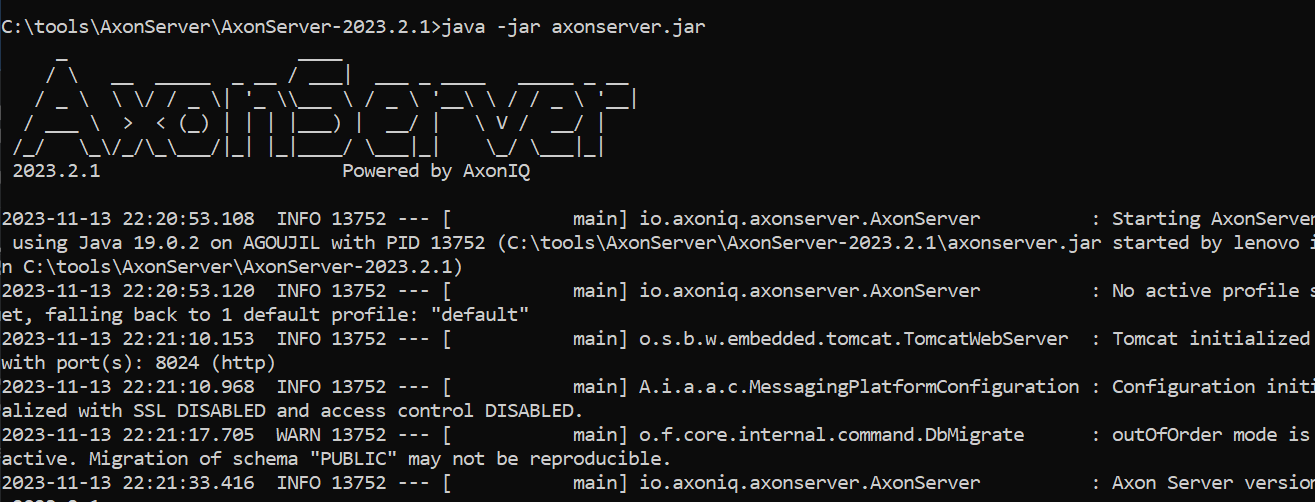 C:\tools\AxonServer\AxonServer-2023.2.1>java -jar axonserver.jar
AxonServer
2023.2.1 Powered by AxonIQ
2023-11-13 22:20:53.108 INFO 13752 --- [ main] io.axoniq.axonserver.AxonServer : Starting AxonServer
using Java 19.0.2 on AGOUJIL with PID 13752 (C:\tools\AxonServer\AxonServer-2023.2.1\axonserver.jar started by lenovo i
n C:\tools\AxonServer\AxonServer-2023.2.1)
2023-11-13 22:20:53.120 INFO 13752 --- [ main] io.axoniq.axonserver.AxonServer : No active profile s
et, falling back to 1 default profile: "default"
2023-11-13 22:21:10.153 INFO 13752 --- [ main] o.s.b.w.embedded.tomcat.TomcatWebServer : Tomcat initialized
with port(s): 8024 (http)
2023-11-13 22:21:10.968 INFO 13752 --- [ main] A.i.a.a.c.MessagingPlatformConfiguration : Configuration initi
alized with SSL DISABLED and access control DISABLED.
2023-11-13 22:21:17.705 WARN 13752 --- [ main] o.f.core.internal.command.DbMigrate : outOfOrder mode is
active. Migration of schema "PUBLIC" may not be reproducible.
2023-11-13 22:21:33.416 INFO 13752 --- [ main] io.axoniq.axonserver.AxonServer : Axon Server version